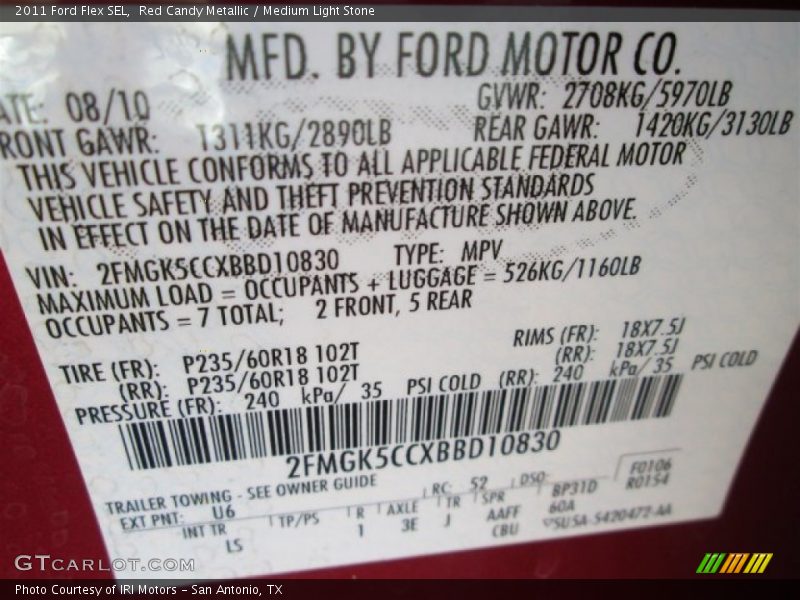 2011 Ford Flex SEL,  Red Candy Metallic / Medium Light Stone
MFD. BY FORD MOTOR CO.
ATE: 08/10 GVWR: 2708KG/5970LB
RONT GAWR: 1311KG/2890LB REAR GAWR: 1420KG/3130LB
THIS VEHICLE CONFORMS TO ALL APPLICABLE FEDERAL MOTOR
VEHICLE SAFETY AND THEFT PREVENTION STANDARDS
IN EFFECT ON THE DATE OF MANUFACTURE SHOWN ABOVE.
VIN: 2FMGK5CCXBBD10830 TYPE: MPV
MAXIMUM LOAD = OCCUPANTS + LUGGAGE = 526KG/1160LB
OCCUPANTS = 7 TOTAL; 2 FRONT, 5 REAR
TIRE (FR): P235/60R18 102T RIMS (FR): 18X7.5J
(RR): P235/60R18 102T (RR): 18X7.5J
PRESSURE (FR): 240 kPa/ 35 PSI COLD (RR): 240 kPa/35 PSI COLD
2FMGK5CCXBBD10830
TRAILER TOWING - SEE OWNER GUIDE RC: 52 DSO: F0106
EXT PNT: U6 R0154
INT TR TP/PS R AXLE TR SPR BP31D
LS 1 3E J AAFF 60A
CBU 5USA-5420472-AA
GTCARLOT.COM
Photo Courtesy of IRI Motors – San Antonio, TX